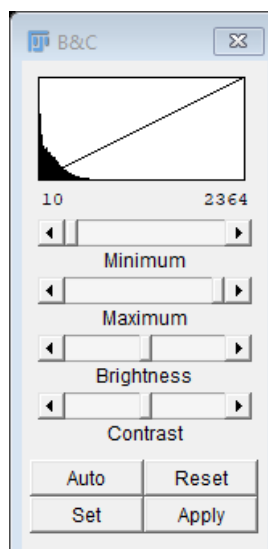 B&C
10 2364
Minimum
Maximum
Brightness
Contrast
Auto Reset
Set Apply